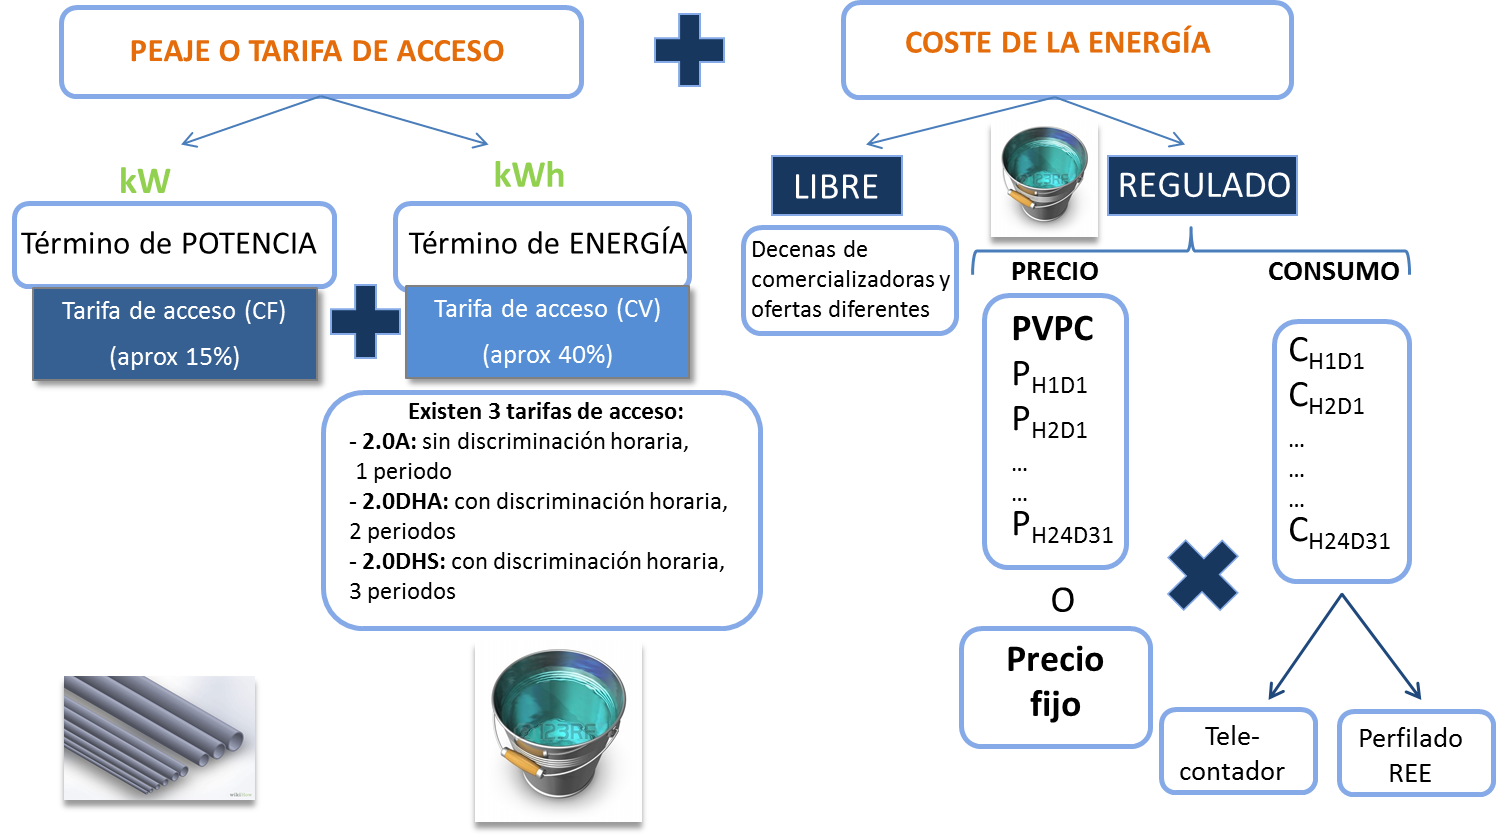 PEAJE O TARIFA DE ACCESO
COSTE DE LA ENERGÍA
kW
kWh
Término de POTENCIA
Término de ENERGÍA
Tarifa de acceso (CF)
(aprox 15%)
Tarifa de acceso (CV)
(aprox 40%)
Existen 3 tarifas de acceso:
- 2.0A: sin discriminación horaria,
1 periodo
- 2.0DHA: con discriminación horaria,
2 periodos
- 2.0DHS: con discriminación horaria,
3 periodos
LIBRE
REGULADO
Decenas de
comercializadoras y
ofertas diferentes
PRECIO
CONSUMO
PVPC
PH1D1
PH2D1
...
...
PH24D31
CH1D1
CH2D1
...
...
...
CH24D31
O
Precio
fijo
Tele-
contador
Perfilado
REE
123RF
123RF